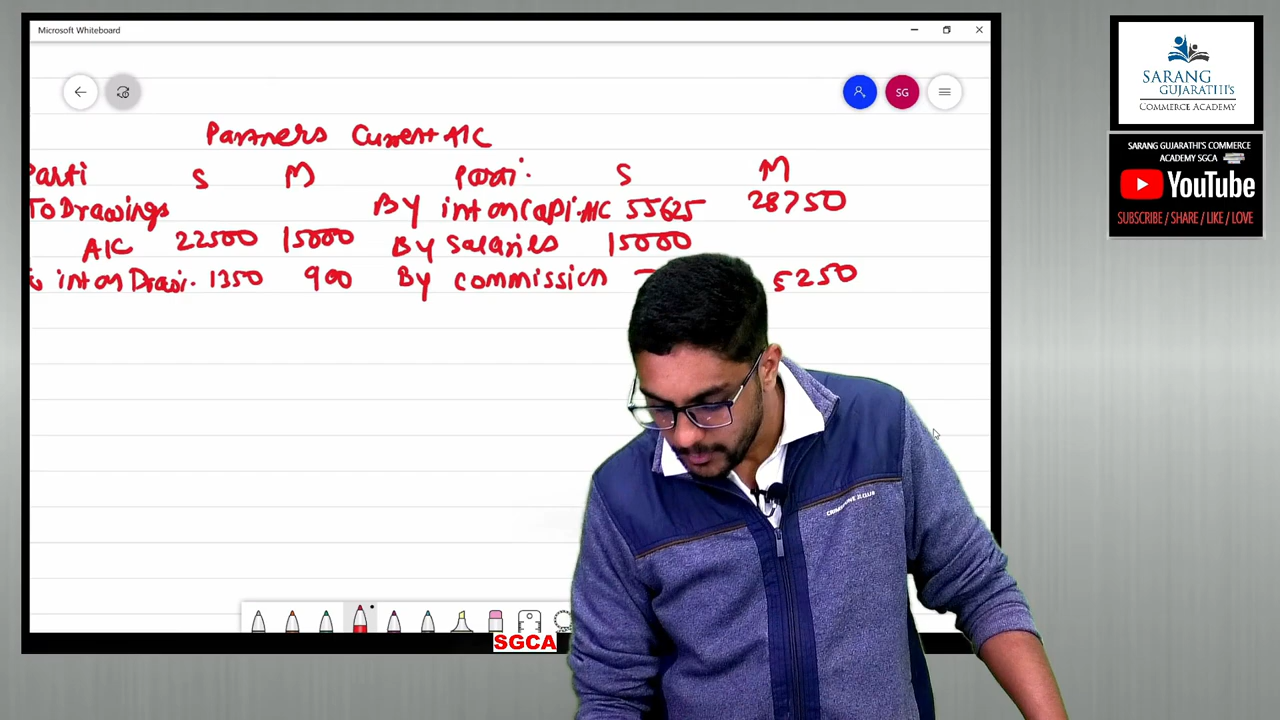 Microsoft Whiteboard
SG
Partners Current A/C
Parti S M Parti. S M
To Drawings By int on Capi. A/C 55625 28750
A/C 22500 15000 By Salaries 15000
int on Drawi. 1350 900 By commission 5250
SGCA
SARANG
GUJARATHI'S
COMMERCE ACADEMY
SARANG GUJARATHI'S COMMERCE
ACADEMY SGCA
YouTube
SUBSCRIBE / SHARE / LIKE / LOVE